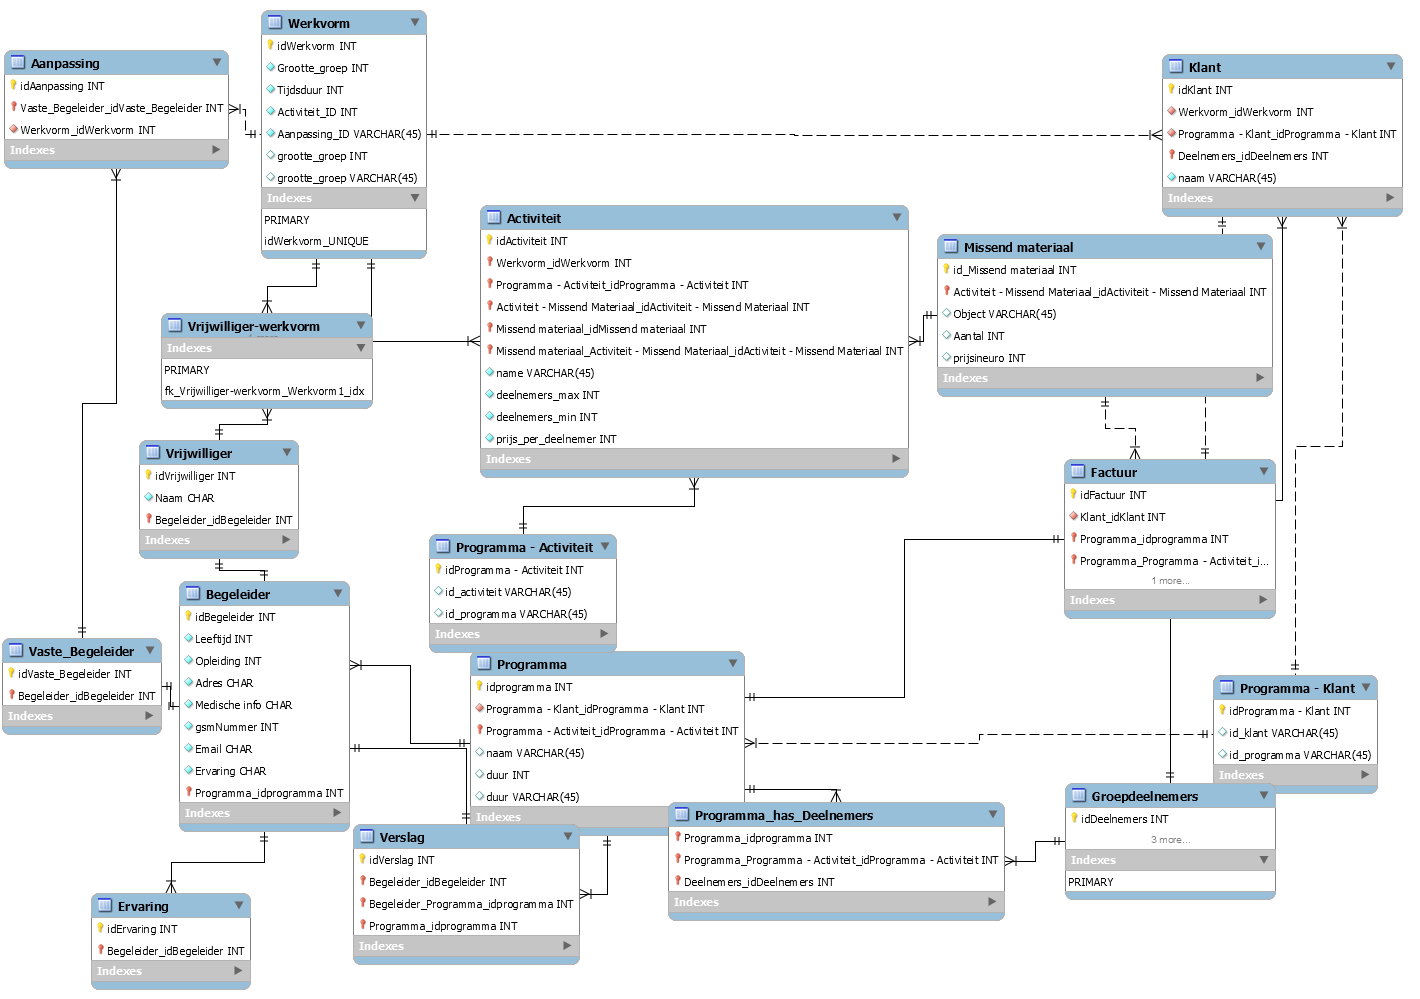 Werkvorm
idWerkvorm INT
Grootte_groep INT
Tijdsduur INT
Activiteit_ID INT
Aanpassing_ID VARCHAR(45)
grootte_groep INT
grootte_groep VARCHAR(45)
Indexes
PRIMARY
idWerkvorm_UNIQUE
Aanpassing
idAanpassing INT
Vaste_Begeleider_idVaste_Begeleider INT
Werkvorm_idWerkvorm INT
Indexes
Klant
idKlant INT
Werkvorm_idWerkvorm INT
Programma - Klant_idProgramma - Klant INT
Deelnemers_idDeelnemers INT
naam VARCHAR(45)
Indexes
Activiteit
idActiviteit INT
Werkvorm_idWerkvorm INT
Programma - Activiteit_idProgramma - Activiteit INT
Activiteit - Missend Materiaal_idActiviteit - Missend Materiaal INT
Missend materiaal_idMissend materiaal INT
Missend materiaal_Activiteit - Missend Materiaal_idActiviteit - Missend Materiaal INT
name VARCHAR(45)
deelnemers_max INT
deelnemers_min INT
prijs_per_deelnemer INT
Indexes
Missend materiaal
id_Missend materiaal INT
Activiteit - Missend Materiaal_idActiviteit - Missend Materiaal INT
Object VARCHAR(45)
Aantal INT
prijsineuro INT
Indexes
Vrijwilliger-werkvorm
Indexes
PRIMARY
fk_Vrijwilliger-werkvorm_Werkvorm1_idx
Vrijwilliger
idVrijwilliger INT
Naam CHAR
Begeleider_idBegeleider INT
Indexes
Factuur
idFactuur INT
Klant_idKlant INT
Programma_idprogramma INT
Programma_Programma - Activiteit_i...
1 more...
Indexes
Programma - Activiteit
idProgramma - Activiteit INT
id_activiteit VARCHAR(45)
id_programma VARCHAR(45)
Indexes
Begeleider
idBegeleider INT
Leeftijd INT
Opleiding INT
Adres CHAR
Medische info CHAR
gsmNummer INT
Email CHAR
Ervaring CHAR
Programma_idprogramma INT
Indexes
Vaste_Begeleider
idVaste_Begeleider INT
Begeleider_idBegeleider INT
Indexes
Programma
idprogramma INT
Programma - Klant_idProgramma - Klant INT
Programma - Activiteit_idProgramma - Activiteit INT
naam VARCHAR(45)
duur INT
duur VARCHAR(45)
Indexes
Programma - Klant
idProgramma - Klant INT
id_klant VARCHAR(45)
id_programma VARCHAR(45)
Indexes
Groepdeelnemers
idDeelnemers INT
3 more...
Indexes
PRIMARY
Programma_has_Deelnemers
Programma_idprogramma INT
Programma_Programma - Activiteit_idProgramma - Activiteit INT
Deelnemers_idDeelnemers INT
Indexes
Verslag
idVerslag INT
Begeleider_idBegeleider INT
Begeleider_Programma_idprogramma INT
Programma_idprogramma INT
Indexes
Ervaring
idErvaring INT
Begeleider_idBegeleider INT
Indexes